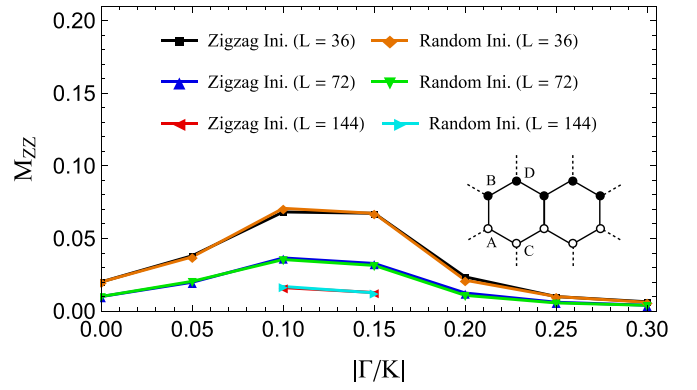 0.20
0.15
0.10
0.05
0.00
M_ZZ
Zigzag Ini. (L = 36) Random Ini. (L = 36)
Zigzag Ini. (L = 72) Random Ini. (L = 72)
Zigzag Ini. (L = 144) Random Ini. (L = 144)
B D
A C
0.00 0.05 0.10 0.15 0.20 0.25 0.30
|Γ/K|